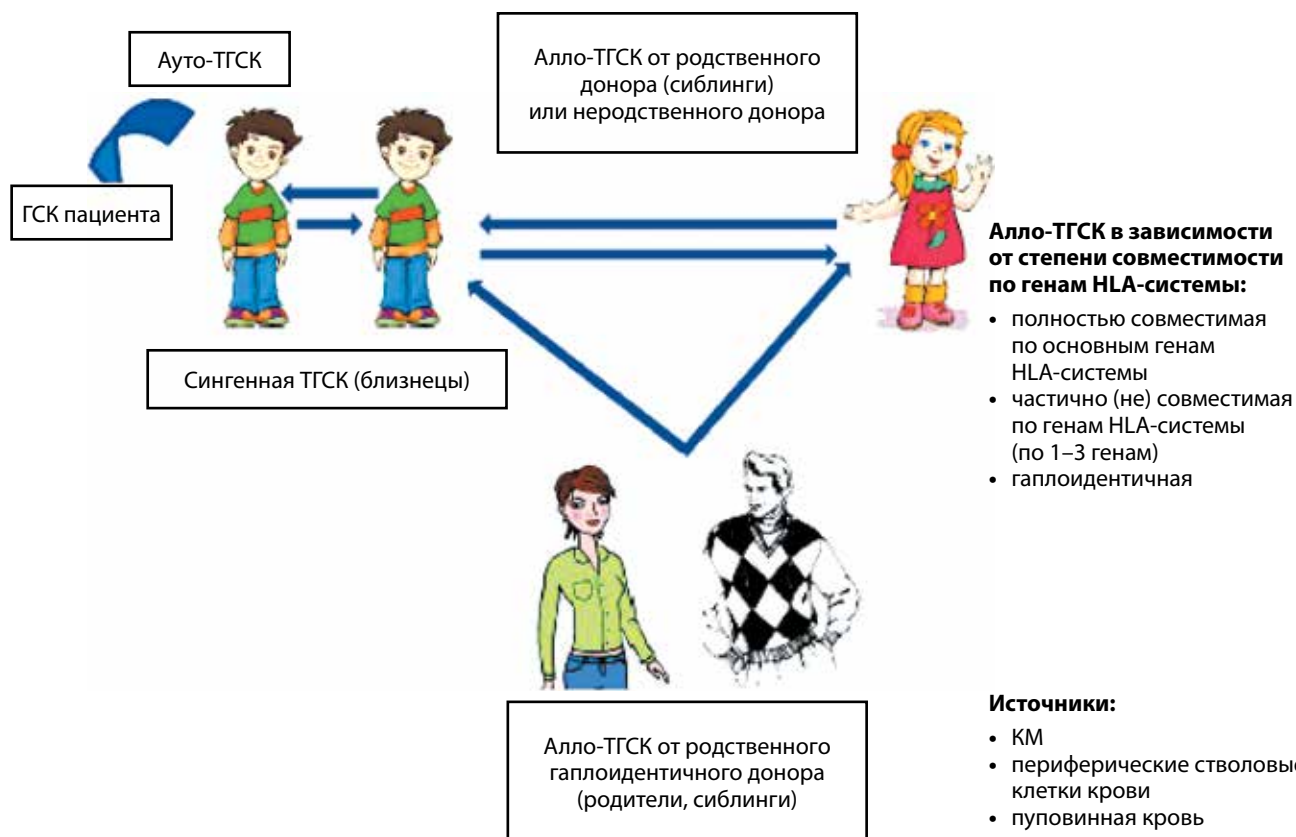 Ауто-ТГСК
Алло-ТГСК от родственного
донора (сиблинги)
или неродственного донора
ГСК пациента
Сингенная ТГСК (близнецы)
Алло-ТГСК в зависимости
от степени совместимости
по генам HLA-системы:
• полностью совместимая
по основным генам
HLA-системы
• частично (не) совместимая
по генам HLA-системы
(по 1–3 генам)
• гаплоидентичная
Алло-ТГСК от родственного
гаплоидентичного донора
(родители, сиблинги)
Источники:
• КМ
• периферические стволовые
клетки крови
• пуповинная кровь